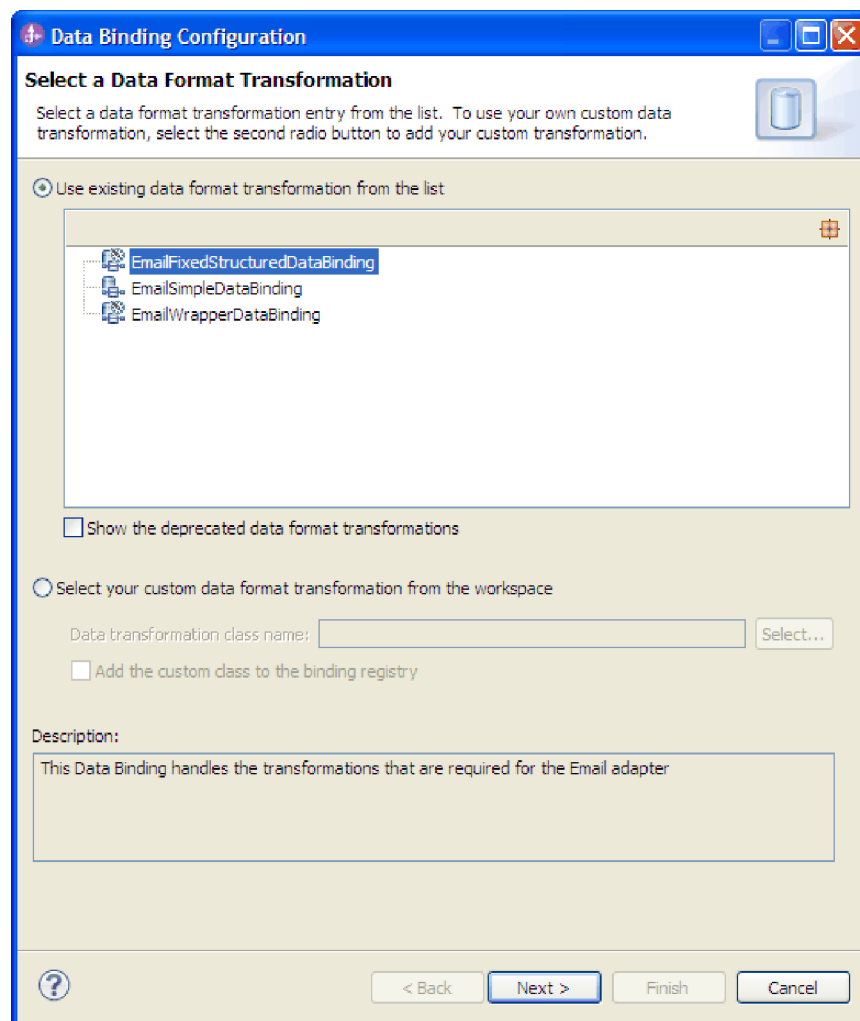 Data Binding Configuration
Select a Data Format Transformation
Select a data format transformation entry from the list. To use your own custom data
transformation, select the second radio button to add your custom transformation.
Use existing data format transformation from the list
EmailFixedStructuredDataBinding
EmailSimpleDataBinding
EmailWrapperDataBinding
Show the deprecated data format transformations
Select your custom data format transformation from the workspace
Data transformation class name: Select...
Add the custom class to the binding registry
Description:
This Data Binding handles the transformations that are required for the Email adapter
? < Back Next > Finish Cancel